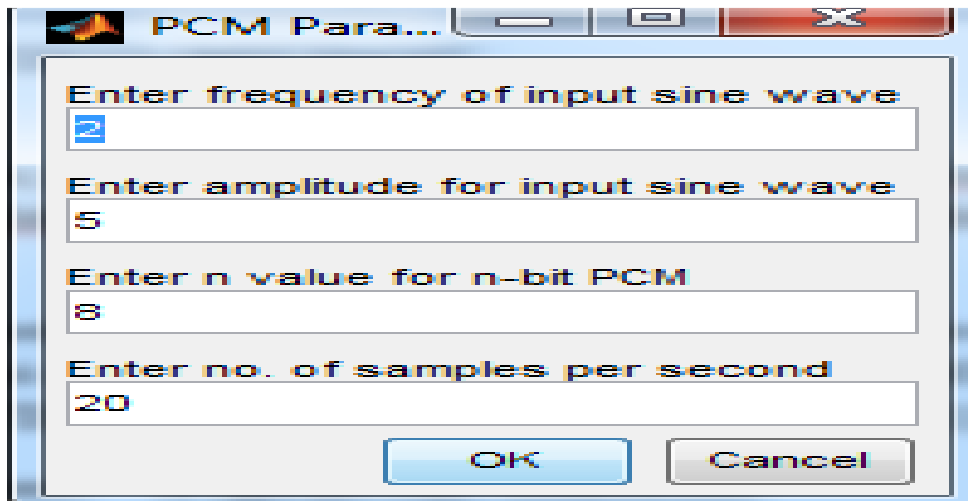 PCM Para...
Enter frequency of input sine wave
2
Enter amplitude for input sine wave
5
Enter n value for n-bit PCM
8
Enter no. of samples per second
20
OK Cancel